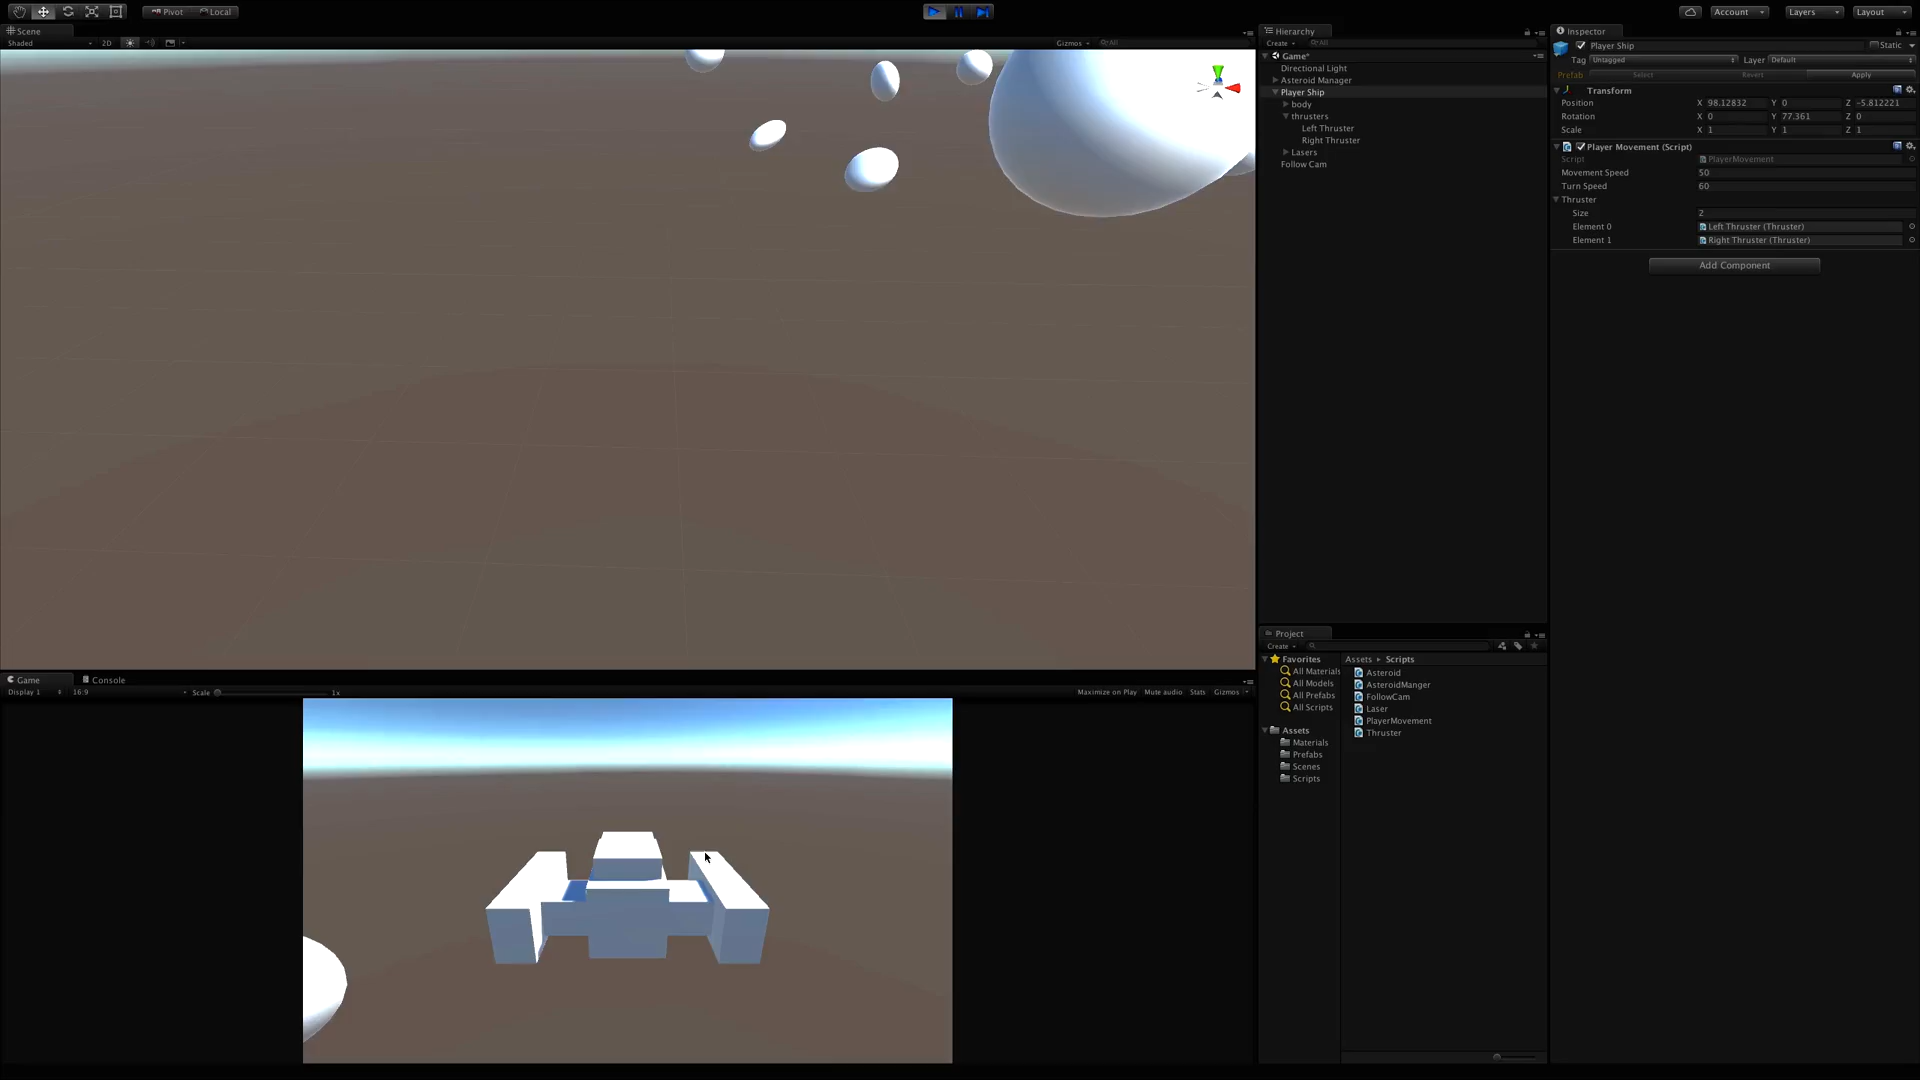 Pivot Local
Account Layers Layout
Scene
Shaded 2D Gizmos All
Hierarchy
Create All
Game*
Directional Light
Asteroid Manager
Player Ship
body
thrusters
Left Thruster
Right Thruster
Lasers
Follow Cam
Inspector
Player Ship Static
Tag Untagged Layer Default
Prefab Select Revert Apply
Transform
Position X 98.12832 Y 0 Z -5.812221
Rotation X 0 Y 77.361 Z 0
Scale X 1 Y 1 Z 1
Player Movement (Script)
Script PlayerMovement
Movement Speed 50
Turn Speed 60
Thruster
Size 2
Element 0 Left Thruster (Thruster)
Element 1 Right Thruster (Thruster)
Add Component
Project
Create
Favorites
All Materials
All Models
All Prefabs
All Scripts
Assets
Materials
Prefabs
Scenes
Scripts
Assets Scripts
Asteroid
AsteroidManger
FollowCam
Laser
PlayerMovement
Thruster
Game Console
Display 1 16:9 Scale 1x Maximize on Play Mute audio Stats Gizmos